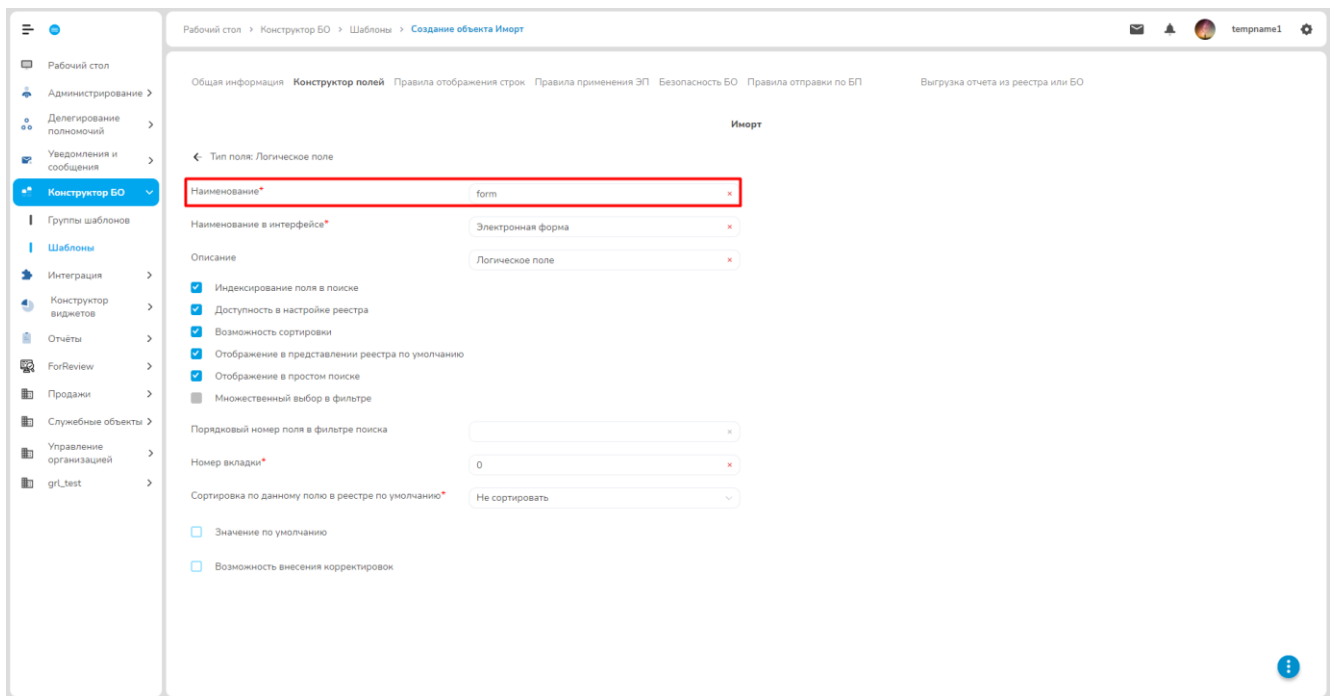 Рабочий стол > Конструктор БО > Шаблоны > Создание объекта Иморт
tempname1
Рабочий стол
Администрирование
Делегирование
полномочий
Уведомления и
сообщения
Конструктор БО
Группы шаблонов
Шаблоны
Интеграция
Конструктор
виджетов
Отчёты
ForReview
Продажи
Служебные объекты
Управление
организацией
grl_test
Общая информация Конструктор полей Правила отображения строк Правила применения ЭП Безопасность БО Правила отправки по БП Выгрузка отчета из реестра или БО
Иморт
Тип поля: Логическое поле
Наименование* form
Наименование в интерфейсе* Электронная форма
Описание Логическое поле
Индексирование поля в поиске
Доступность в настройке реестра
Возможность сортировки
Отображение в представлении реестра по умолчанию
Отображение в простом поиске
Множественный выбор в фильтре
Порядковый номер поля в фильтре поиска
Номер вкладки* 0
Сортировка по данному полю в реестре по умолчанию* Не сортировать
Значение по умолчанию
Возможность внесения корректировок